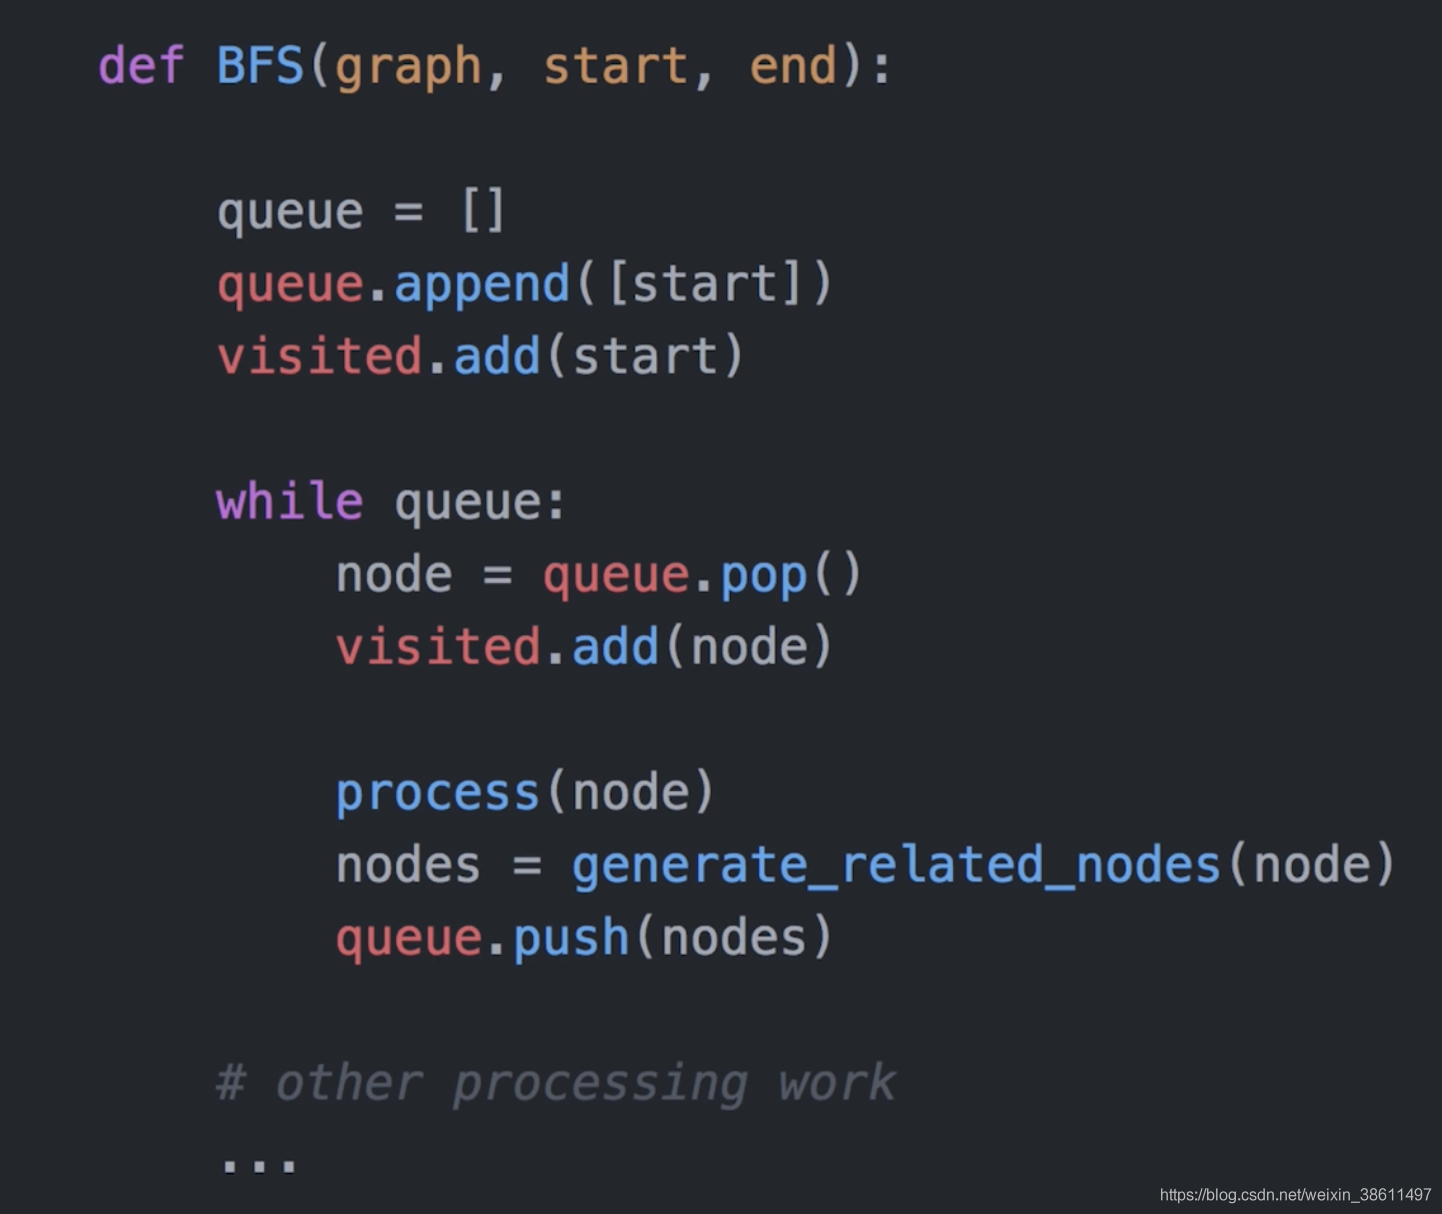 def BFS(graph, start, end):
queue = []
queue.append([start])
visited.add(start)
while queue:
node = queue.pop()
visited.add(node)
process(node)
nodes = generate_related_nodes(node)
queue.push(nodes)
# other processing work
...
https://blog.csdn.net/weixin_38611497